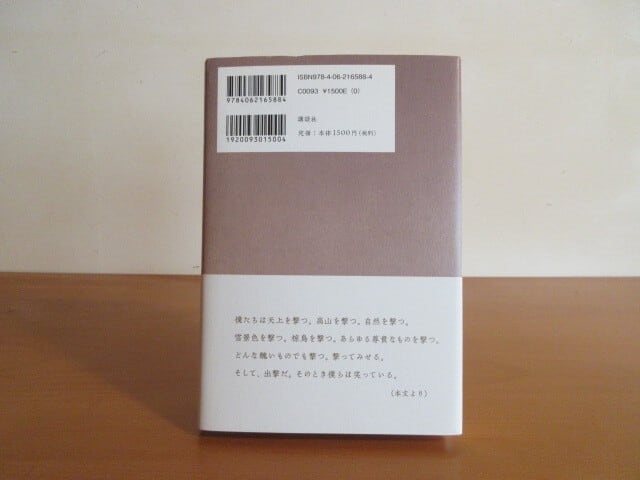 ISBN978-4-06-216588-4
C0093 ¥1500E (0)
9784062165884
講談社
定価：本体1500円(税別)
1920093015004
僕たちは天上を撃つ。高山を撃つ。自然を撃つ。
雪景色を撃つ。椋鳥を撃つ。あらゆる尊貴なものを撃つ。
どんな醜いものでも撃つ。撃ってみせる。
そして、出撃だ。そのとき僕らは笑っている。
（本文より）